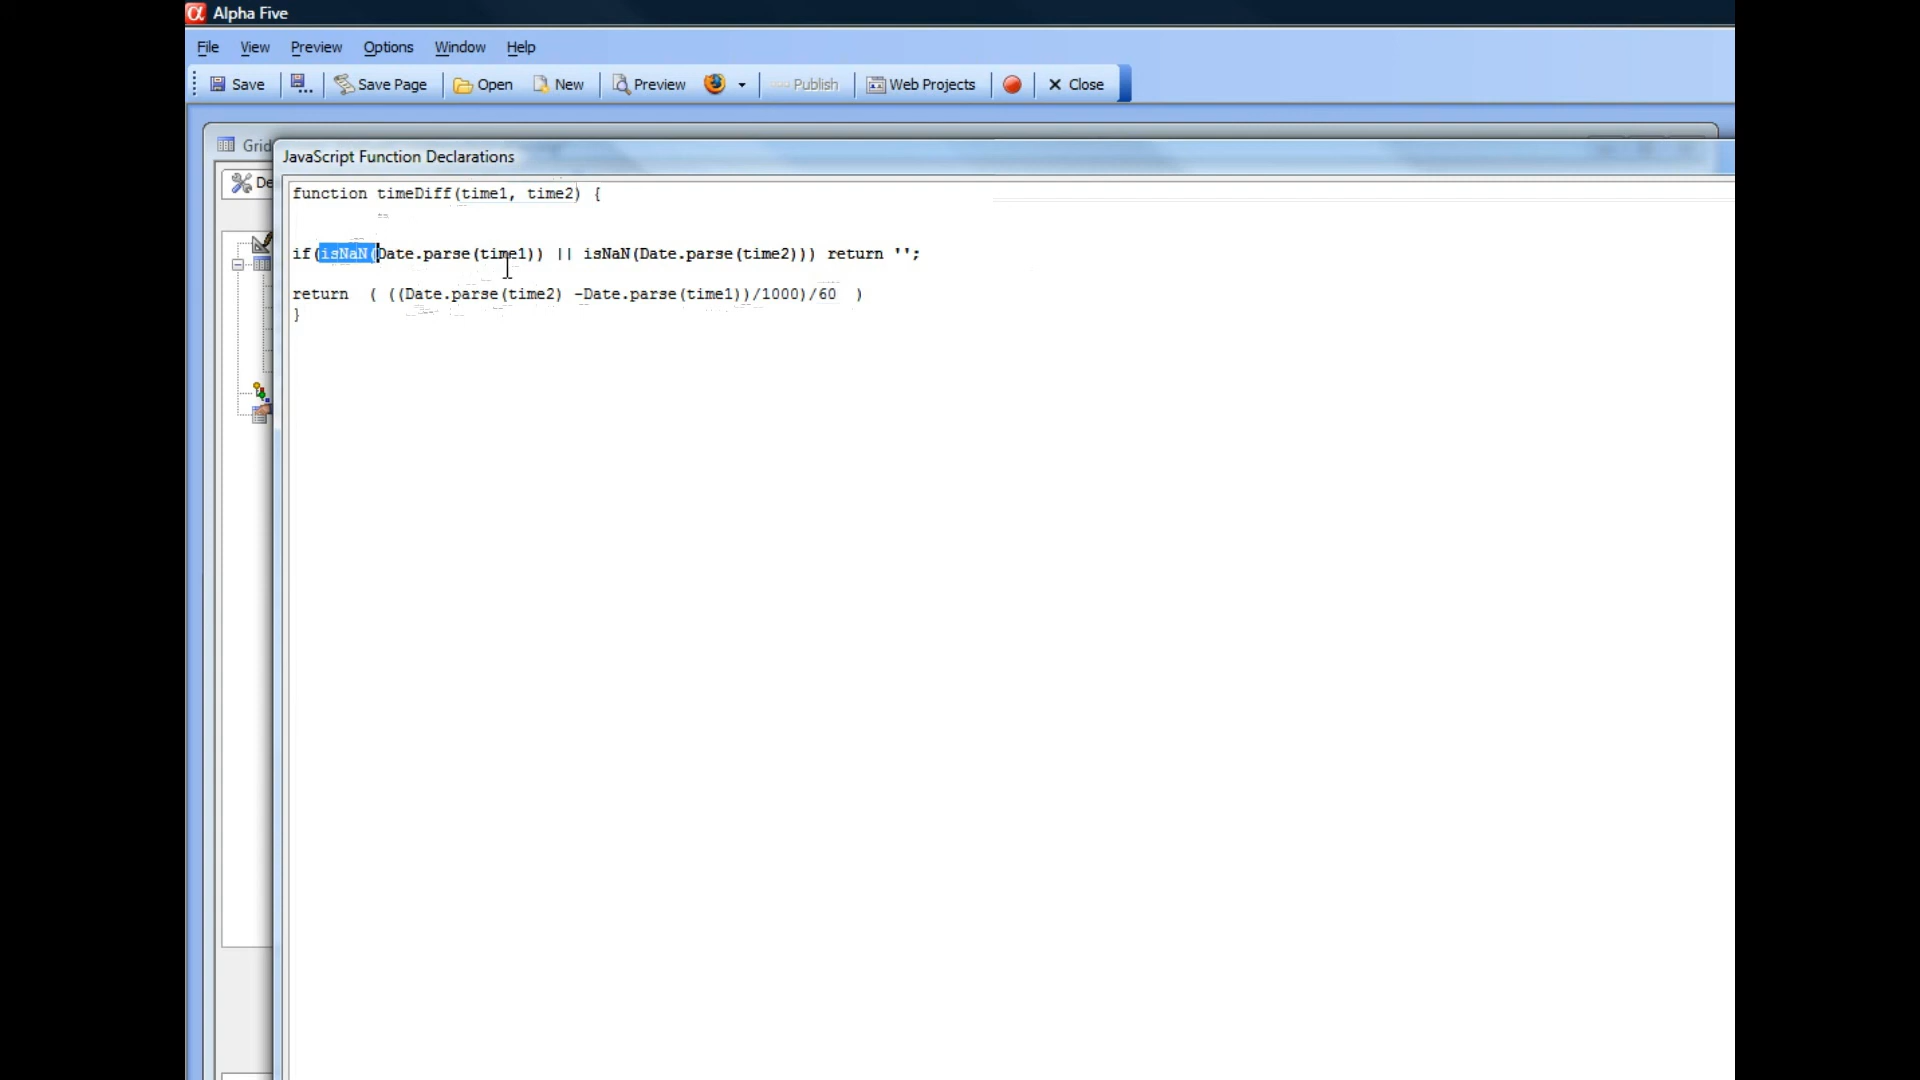 Alpha Five
File View Preview Options Window Help
Save Save Page Open New Preview Publish Web Projects Close
Grid
JavaScript Function Declarations
De
function timeDiff(time1, time2) {
if(isNaN(Date.parse(time1)) || isNaN(Date.parse(time2))) return '';
return ( ((Date.parse(time2) -Date.parse(time1))/1000)/60 )
}